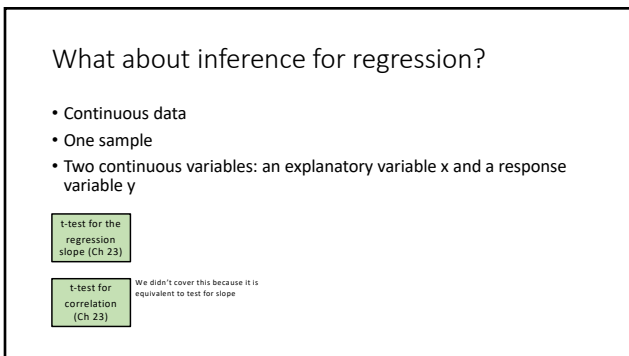 What about inference for regression?
• Continuous data
• One sample
• Two continuous variables: an explanatory variable x and a response
variable y
t-test for the
regression
slope (Ch 23)
t-test for
correlation
(Ch 23)
We didn't cover this because it is
equivalent to test for slope